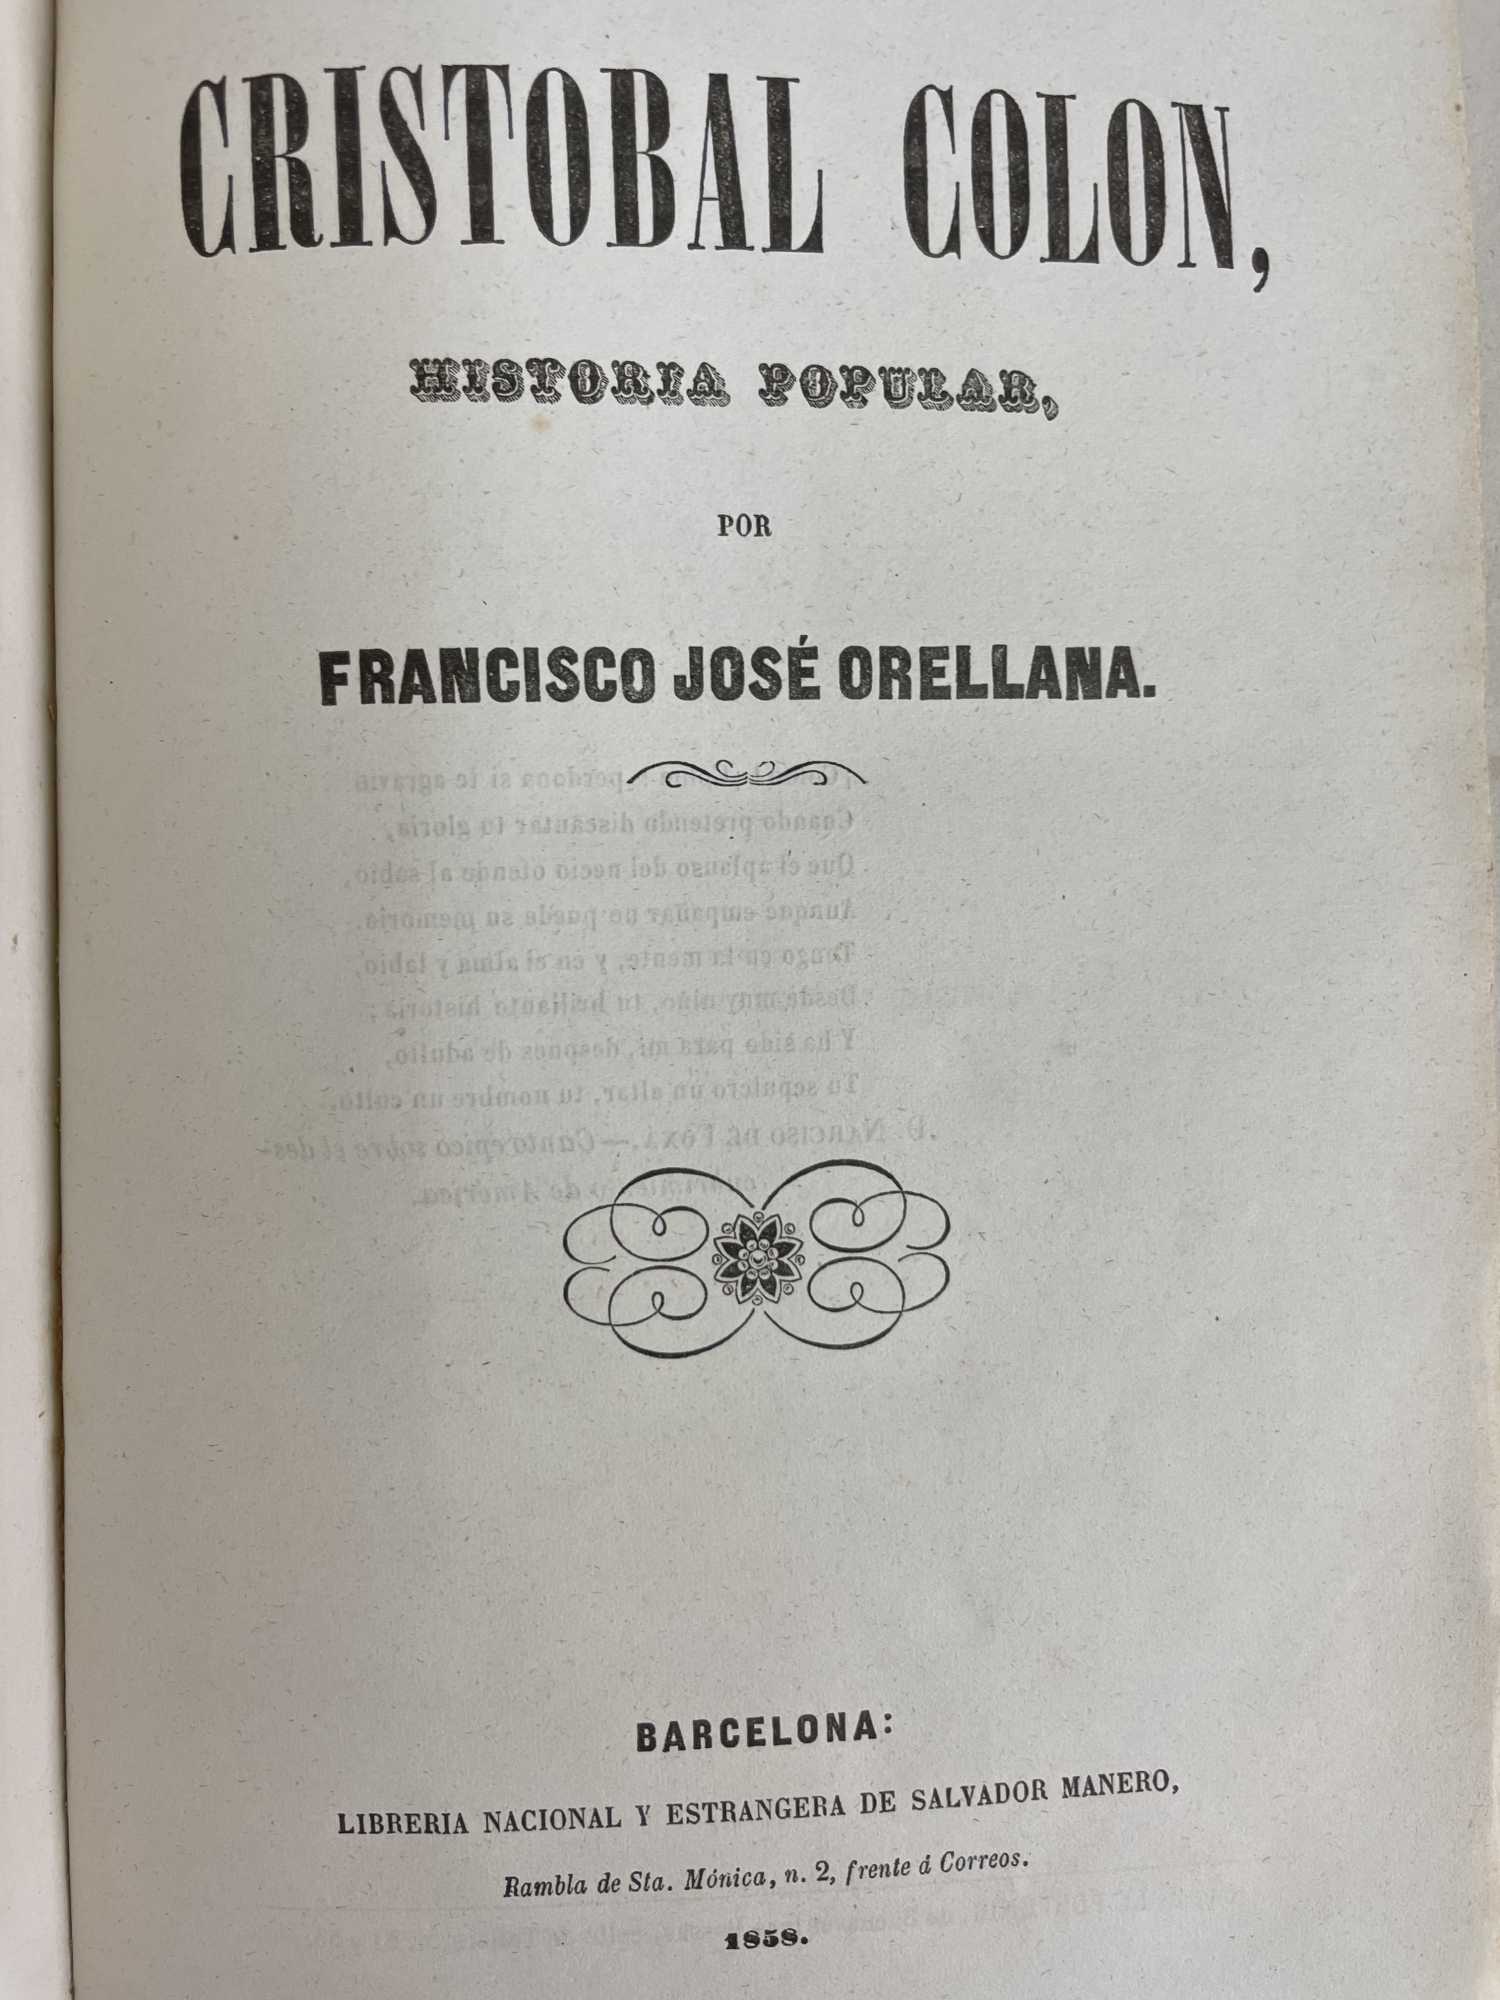 CRISTOBAL COLON,
HISTORIA POPULAR,
POR
FRANCISCO JOSÉ ORELLANA.
BARCELONA:
LIBRERIA NACIONAL Y ESTRANGERA DE SALVADOR MANERO,
Rambla de Sta. Mónica, n. 2, frente á Correos.
1858.